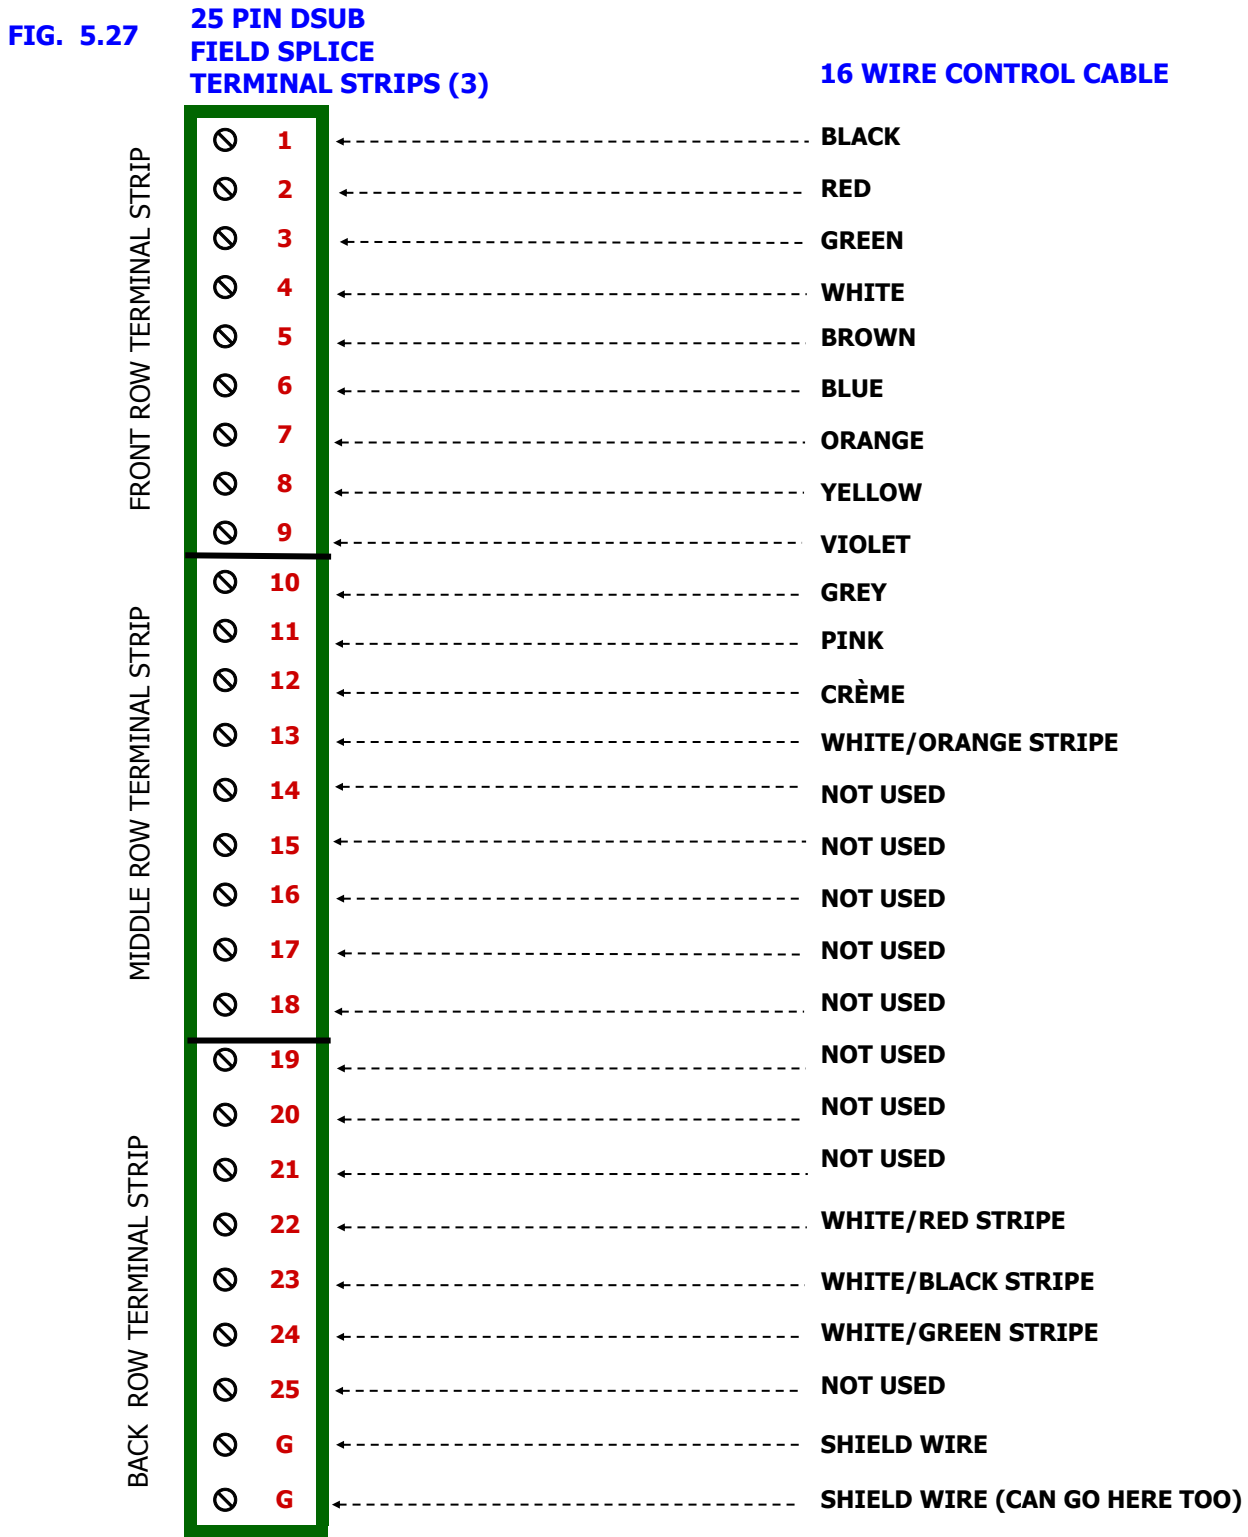 FIG. 5.27
25 PIN DSUB
FIELD SPLICE
TERMINAL STRIPS (3)
16 WIRE CONTROL CABLE
FRONT ROW TERMINAL STRIP
1 BLACK
2 RED
3 GREEN
4 WHITE
5 BROWN
6 BLUE
7 ORANGE
8 YELLOW
9 VIOLET
MIDDLE ROW TERMINAL STRIP
10 GREY
11 PINK
12 CRÈME
13 WHITE/ORANGE STRIPE
14 NOT USED
15 NOT USED
16 NOT USED
17 NOT USED
18 NOT USED
BACK ROW TERMINAL STRIP
19 NOT USED
20 NOT USED
21 NOT USED
22 WHITE/RED STRIPE
23 WHITE/BLACK STRIPE
24 WHITE/GREEN STRIPE
25 NOT USED
G SHIELD WIRE
G SHIELD WIRE (CAN GO HERE TOO)